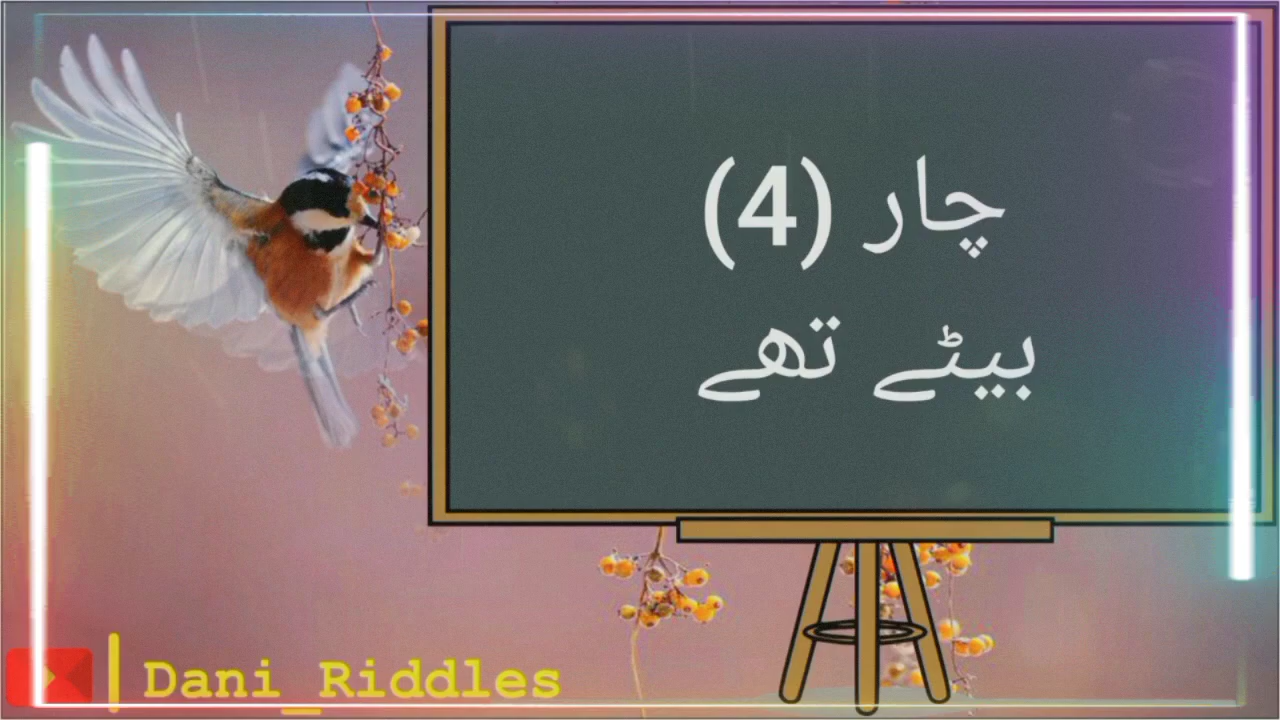 چار (4)
بیٹے تھے
Dani_Riddles